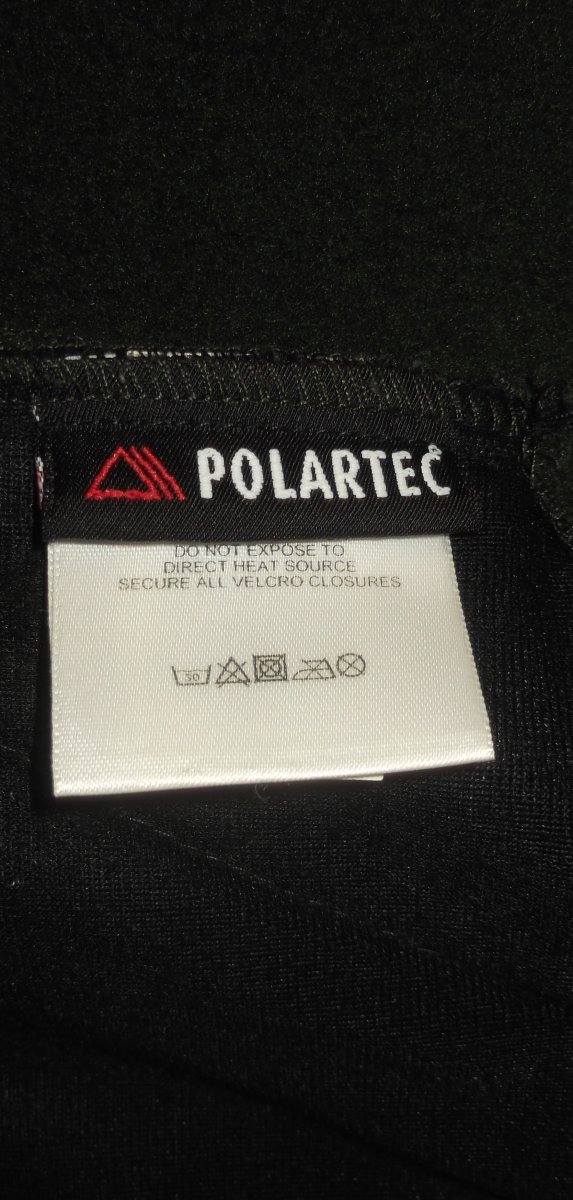 POLARTEC®
DO NOT EXPOSE TO
DIRECT HEAT SOURCE
SECURE ALL VELCRO CLOSURES
30